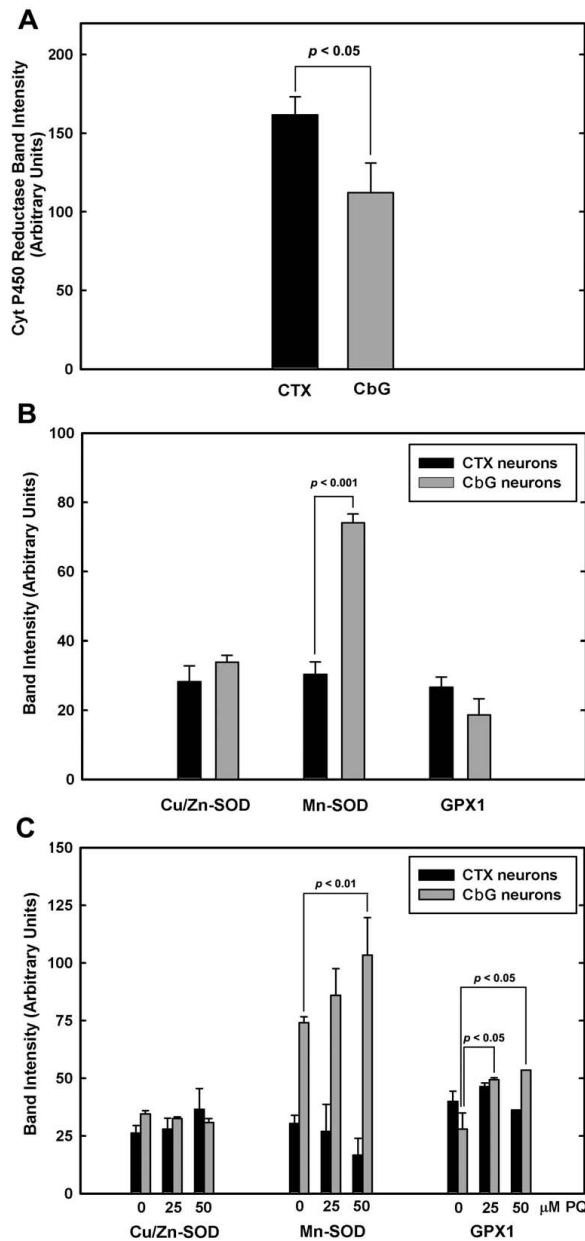 A
Cyt P450 Reductase Band Intensity
(Arbitrary Units)
200
150
100
50
0
p < 0.05
CTX
CbG
B
Band Intensity (Arbitrary Units)
100
80
60
40
20
0
CTX neurons
CbG neurons
p < 0.001
Cu/Zn-SOD
Mn-SOD
GPX1
C
Band Intensity (Arbitrary Units)
150
125
100
75
50
25
0
CTX neurons
CbG neurons
p < 0.01
p < 0.05
p < 0.05
0 25 50 0 25 50 0 25 50 μM PQ
Cu/Zn-SOD
Mn-SOD
GPX1